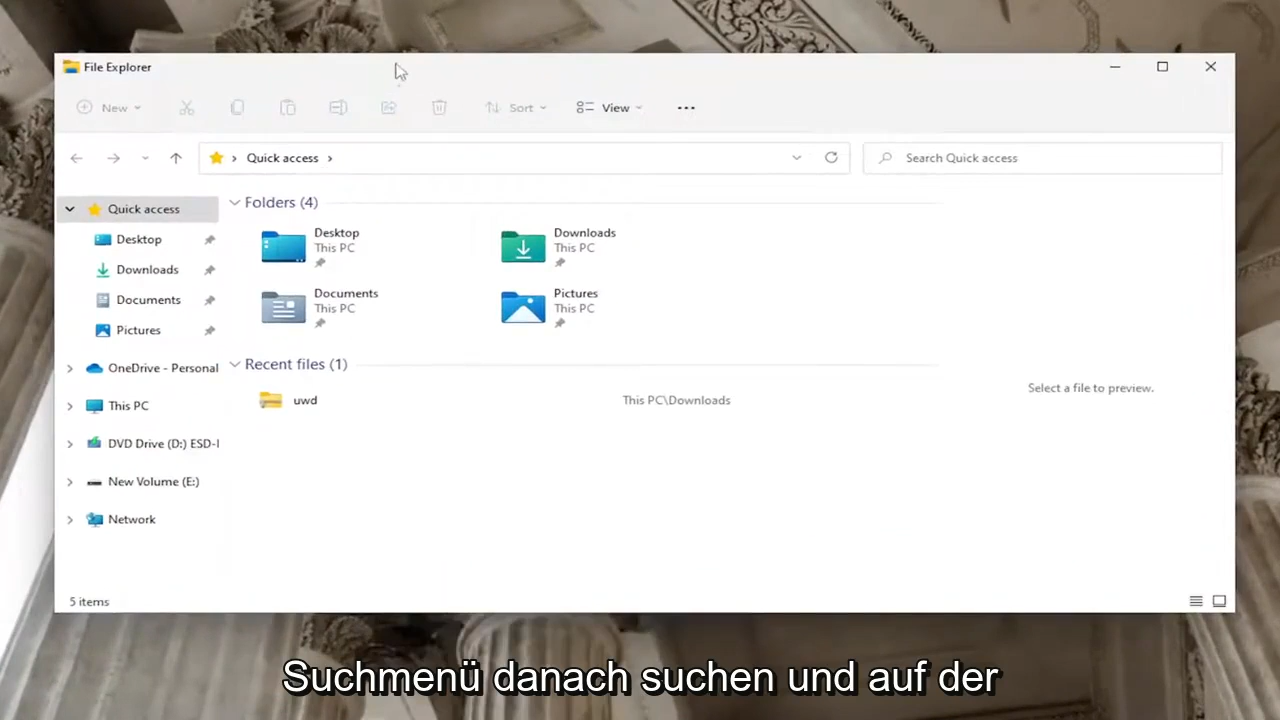 File Explorer
New
Sort
View
Quick access
Search Quick access
Quick access
Desktop
Downloads
Documents
Pictures
OneDrive - Personal
This PC
DVD Drive (D:) ESD-I
New Volume (E:)
Network
Folders (4)
Desktop
This PC
Downloads
This PC
Documents
This PC
Pictures
This PC
Recent files (1)
uwd
This PC\Downloads
Select a file to preview.
5 items
Suchmenü danach suchen und auf der